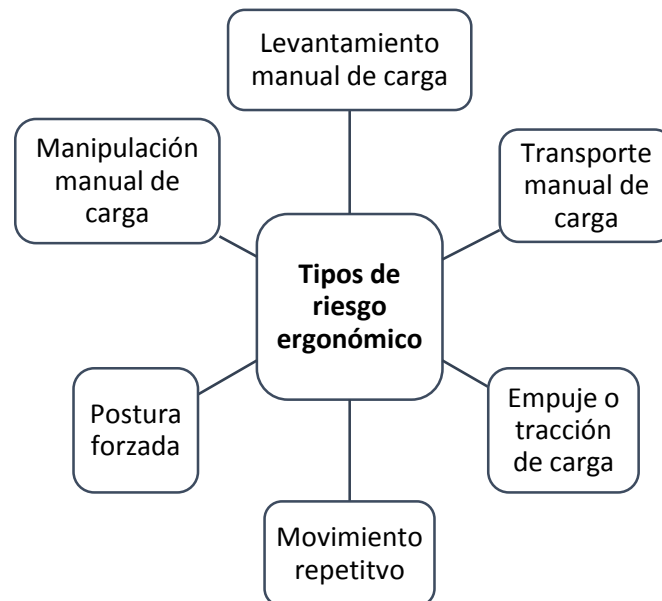 Levantamiento
manual de carga
Manipulación
manual de
carga
Transporte
manual de
carga
Tipos de
riesgo
ergonómico
Postura
forzada
Empuje o
tracción
de carga
Movimiento
repetitvo